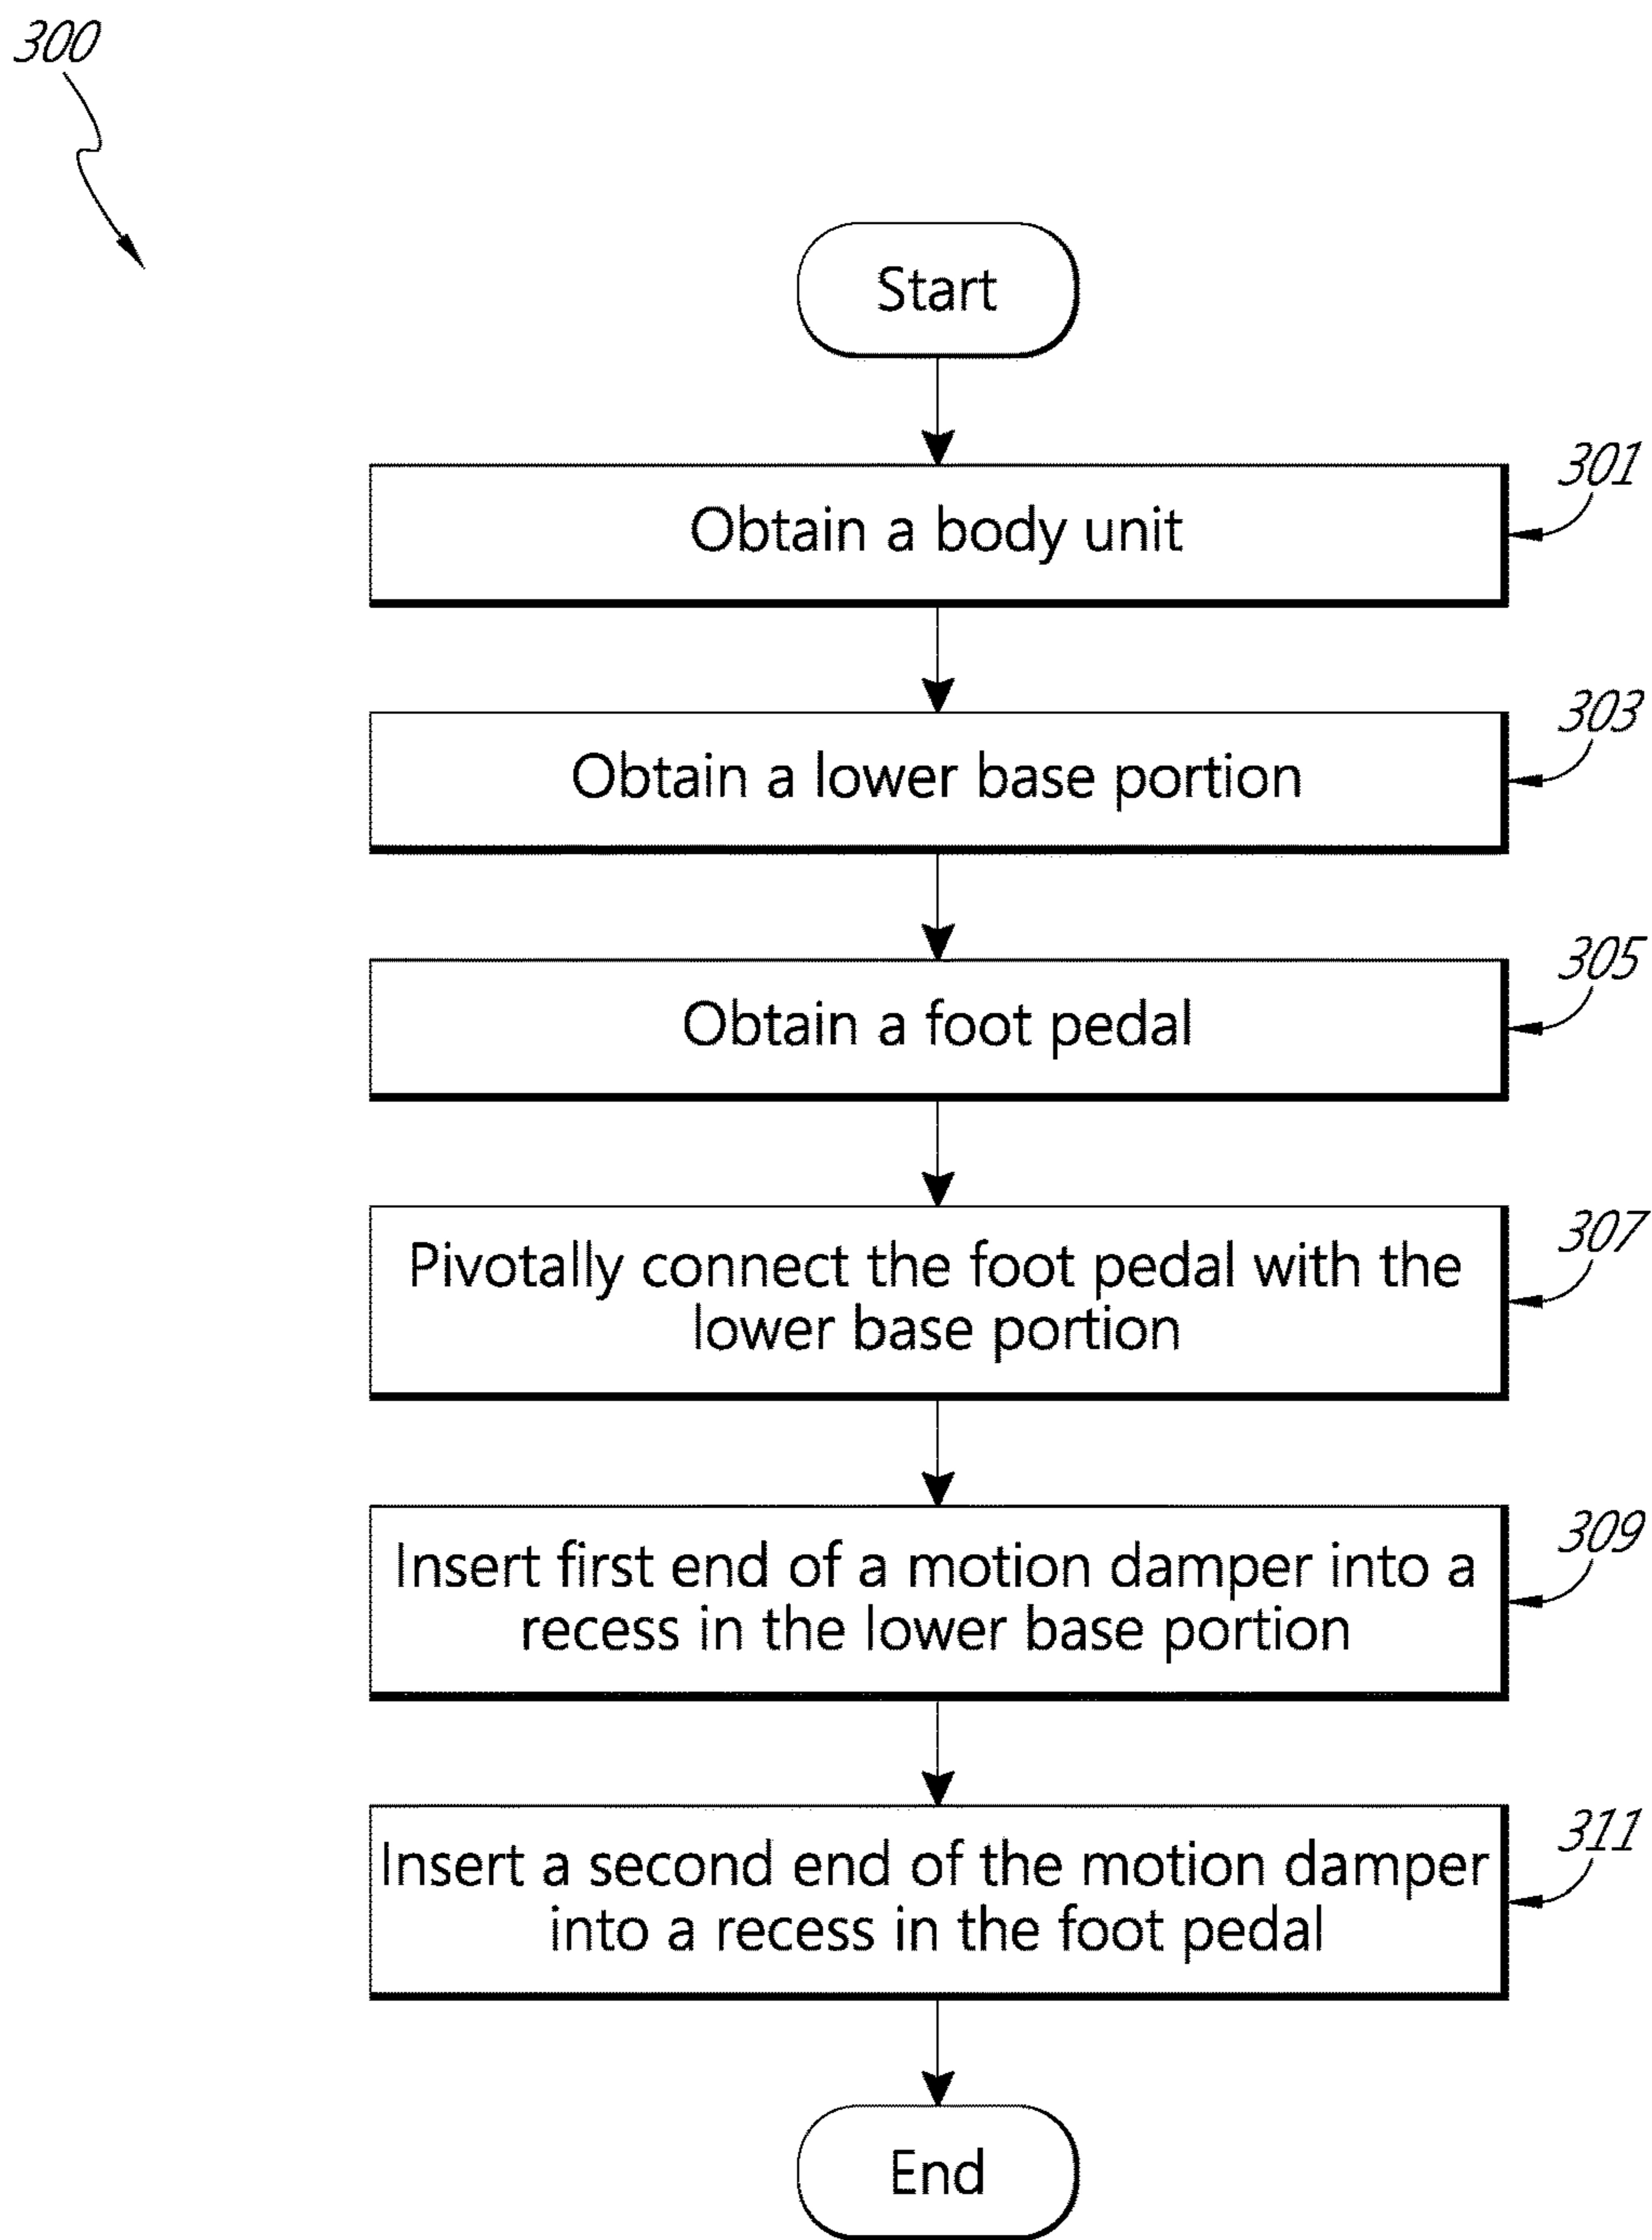 300
Start
301
Obtain a body unit
303
Obtain a lower base portion
305
Obtain a foot pedal
307
Pivotally connect the foot pedal with the
lower base portion
309
Insert first end of a motion damper into a
recess in the lower base portion
311
Insert a second end of the motion damper
into a recess in the foot pedal
End